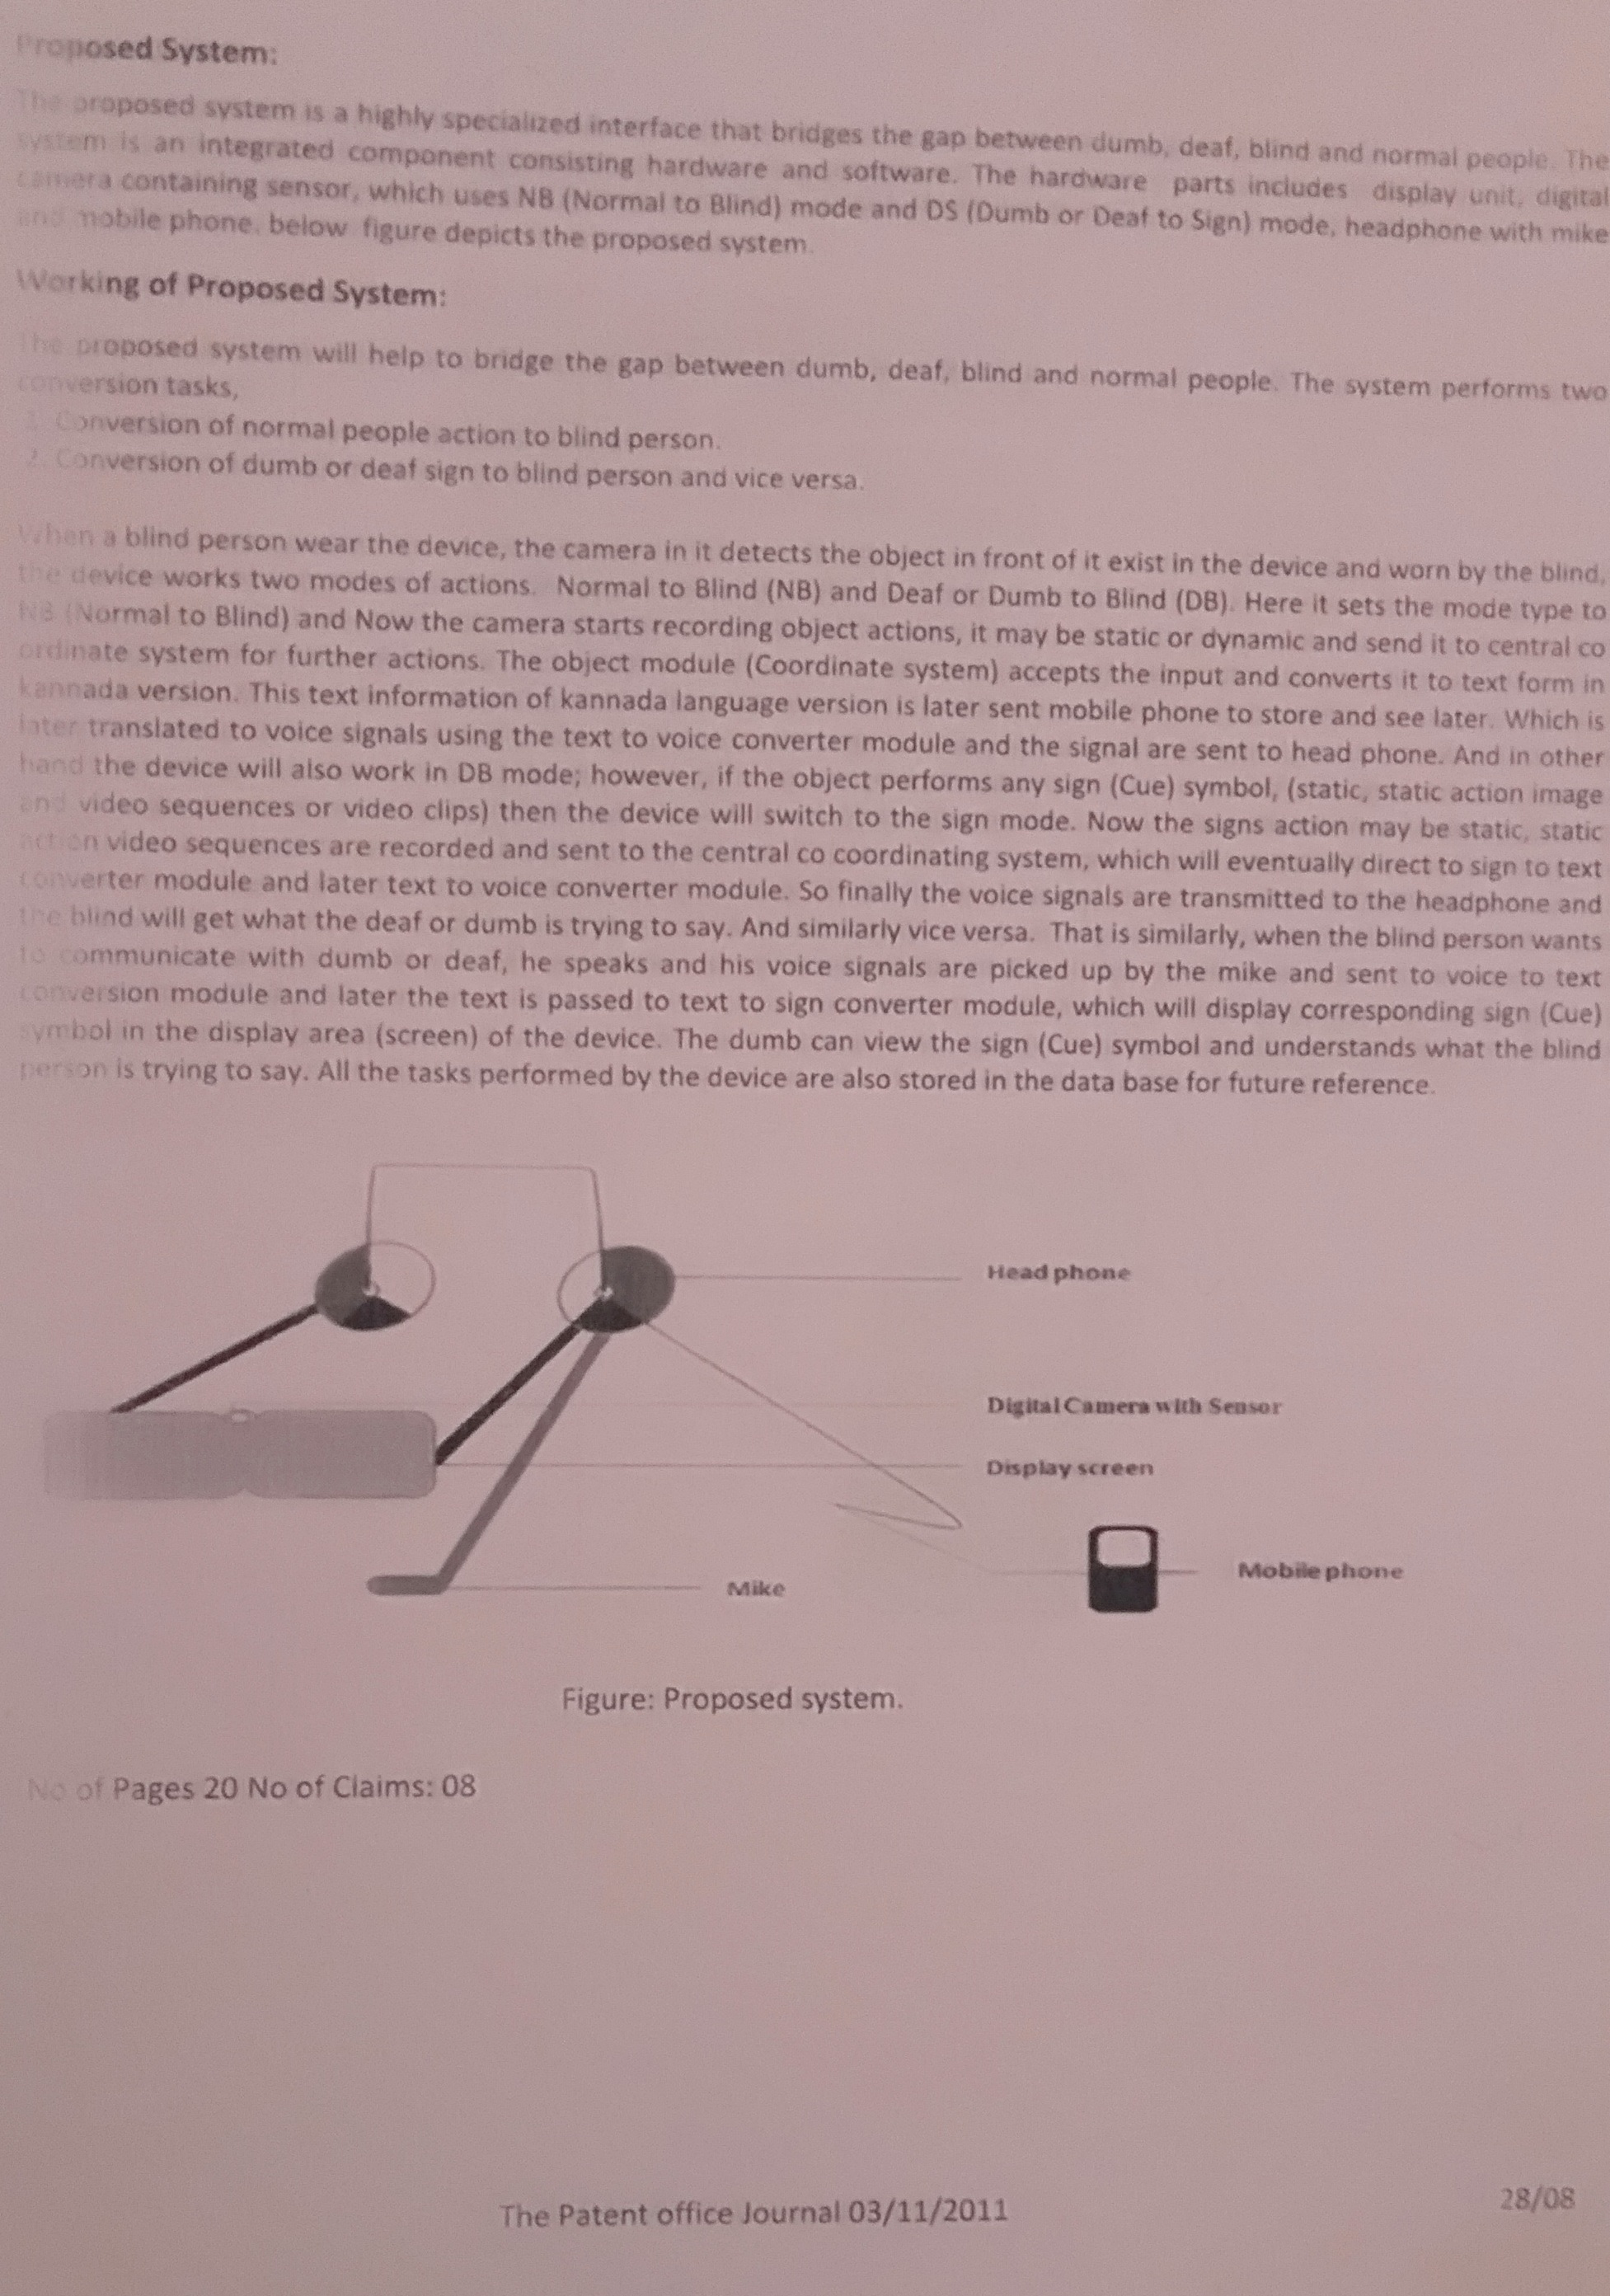 Proposed System:
The proposed system is a highly specialized interface that bridges the gap between dumb, deaf, blind and normal people. The
system is an integrated component consisting hardware and software. The hardware parts includes display unit, digital
camera containing sensor, which uses NB (Normal to Blind) mode and DS (Dumb or Deaf to Sign) mode, headphone with mike
and mobile phone. below figure depicts the proposed system.
Working of Proposed System:
The proposed system will help to bridge the gap between dumb, deaf, blind and normal people. The system performs two
conversion tasks,
1. Conversion of normal people action to blind person.
2. Conversion of dumb or deaf sign to blind person and vice versa.
When a blind person wear the device, the camera in it detects the object in front of it exist in the device and worn by the blind,
the device works two modes of actions. Normal to Blind (NB) and Deaf or Dumb to Blind (DB). Here it sets the mode type to
NB (Normal to Blind) and Now the camera starts recording object actions, it may be static or dynamic and send it to central co
ordinate system for further actions. The object module (Coordinate system) accepts the input and converts it to text form in
kannada version. This text information of kannada language version is later sent mobile phone to store and see later. Which is
later translated to voice signals using the text to voice converter module and the signal are sent to head phone. And in other
hand the device will also work in DB mode; however, if the object performs any sign (Cue) symbol, (static, static action image
and video sequences or video clips) then the device will switch to the sign mode. Now the signs action may be static, static
action video sequences are recorded and sent to the central co coordinating system, which will eventually direct to sign to text
converter module and later text to voice converter module. So finally the voice signals are transmitted to the headphone and
the blind will get what the deaf or dumb is trying to say. And similarly vice versa. That is similarly, when the blind person wants
to communicate with dumb or deaf, he speaks and his voice signals are picked up by the mike and sent to voice to text
conversion module and later the text is passed to text to sign converter module, which will display corresponding sign (Cue)
symbol in the display area (screen) of the device. The dumb can view the sign (Cue) symbol and understands what the blind
person is trying to say. All the tasks performed by the device are also stored in the data base for future reference.
Head phone
Digital Camera with Sensor
Display screen
Mobile phone
Mike
Figure: Proposed system.
No of Pages 20 No of Claims: 08
The Patent office Journal 03/11/2011
28/08